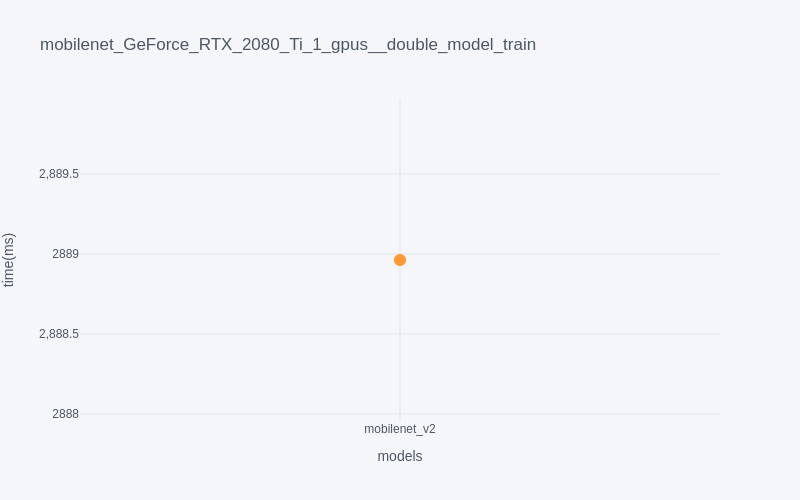 mobilenet_GeForce_RTX_2080_Ti_1_gpus__double_model_train
2,889.5
2889
2,888.5
2888
time(ms)
mobilenet_v2
models